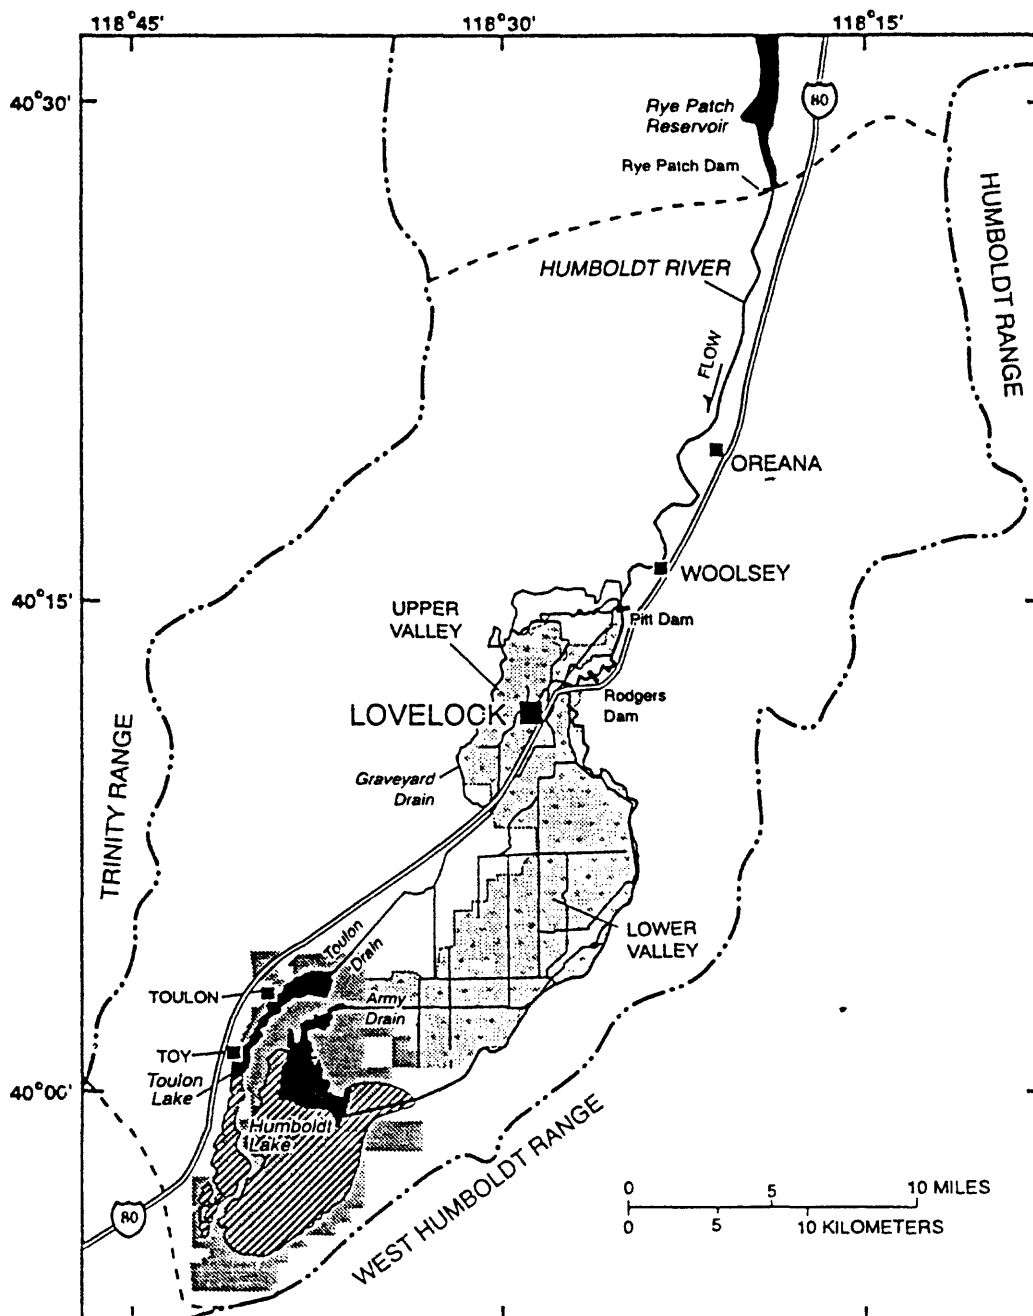 118°45'
118°30'
118°15'
40°30'
80
Rye Patch
Reservoir
Rye Patch Dam
HUMBOLDT RIVER
HUMBOLDT RANGE
FLOW
OREANA
WOOLSEY
40°15'
UPPER
VALLEY
Pitt Dam
Rodgers
Dam
LOVELOCK
Graveyard
Drain
TRINITY RANGE
LOWER
VALLEY
Toulon
Drain
TOULON
Army
Drain
TOY
Toulon
Lake
40°00'
Humboldt
Lake
WEST HUMBOLDT RANGE
80
0 5 10 MILES
0 5 10 KILOMETERS